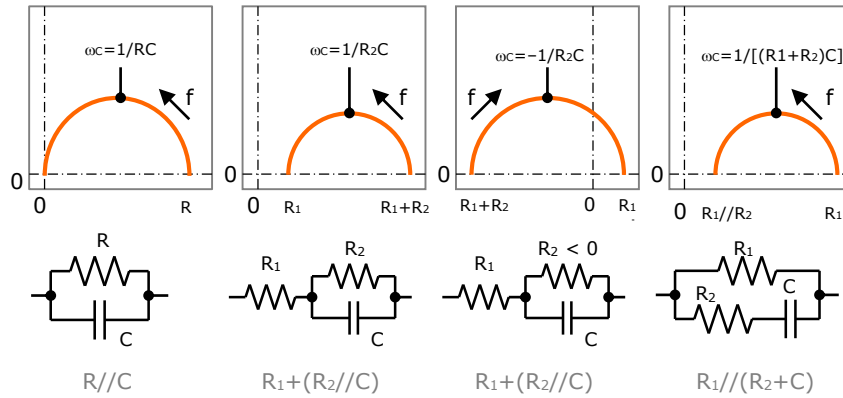 ωC=1/RC
f
0
0
R
ωC=1/R₂C
f
0
0
R₁
R₁+R₂
ωC=−1/R₂C
f
0
R₁+R₂
0
R₁
ωC=1/[(R1+R₂)C]
f
0
0
R₁//R₂
R₁
R
C
R₁
R₂
C
R₁
R₂ < 0
C
R₁
R₂
C
R//C
R₁+(R₂//C)
R₁+(R₂//C)
R₁//(R₂+C)